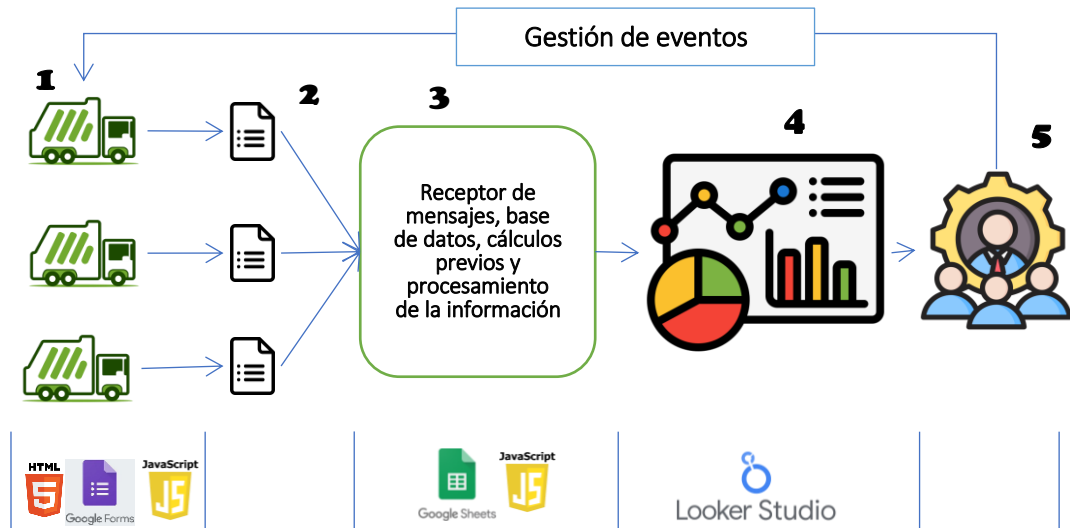 Gestión de eventos
1
2
3
4
5
Receptor de
mensajes, base
de datos, cálculos
previos y
procesamiento
de la información
HTML
5
Google Forms
JavaScript
JS
Google Sheets
JavaScript
JS
Looker Studio